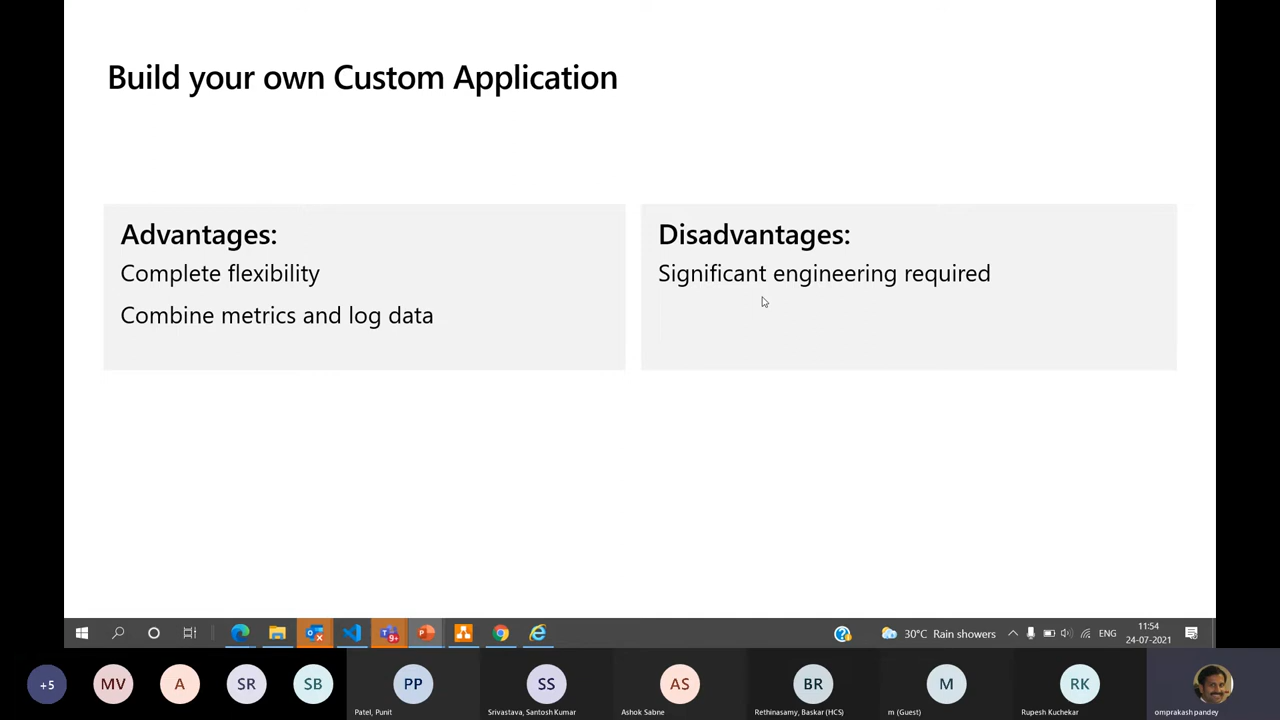 Build your own Custom Application
Advantages:
Complete flexibility
Combine metrics and log data
Disadvantages:
Significant engineering required
9+
30°C Rain showers
ENG
11:54
24-07-2021
+5
MV
A
SR
SB
PP
Patel, Punit
SS
Srivastava, Santosh Kumar
AS
Ashok Sabne
BR
Rethinasamy, Baskar (HCS)
M
m (Guest)
RK
Rupesh Kuchekar
omprakash pandey